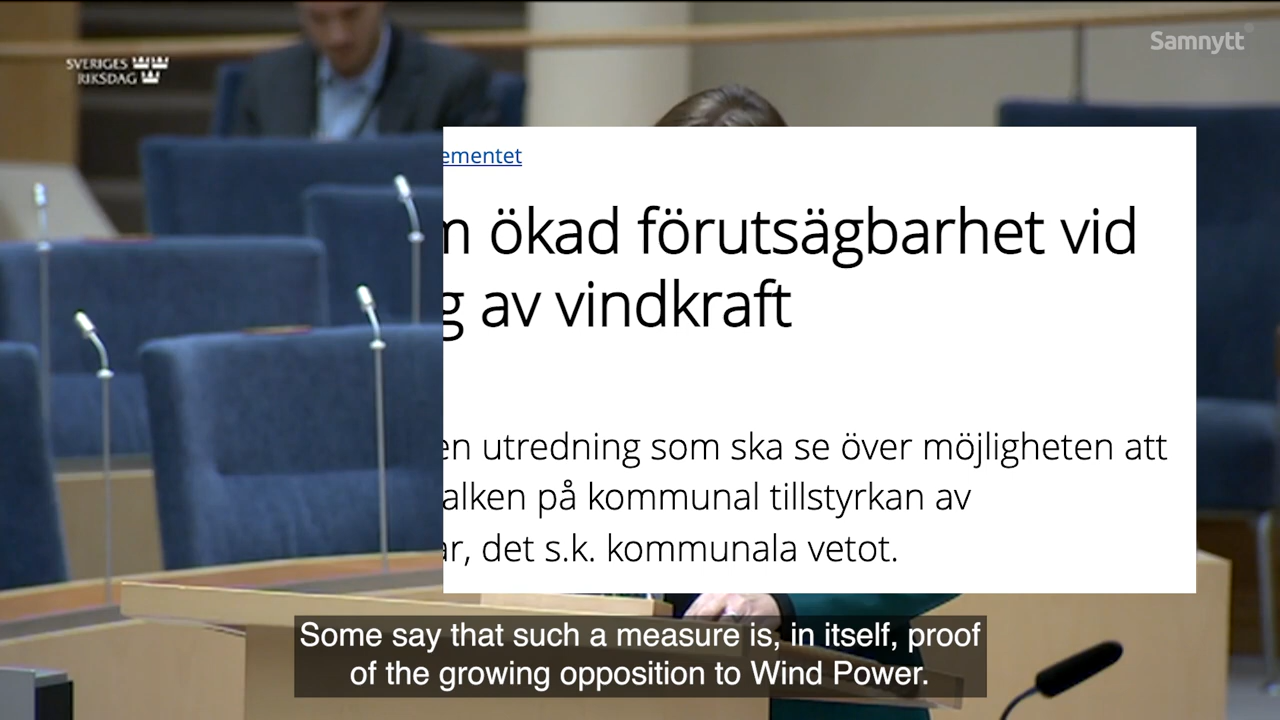 SVERIGES
RIKSDAG
Samnytt
ementet
m ökad förutsägbarhet vid
g av vindkraft
en utredning som ska se över möjligheten att
alken på kommunal tillstyrkan av
ar, det s.k. kommunala vetot.
Some say that such a measure is, in itself, proof
of the growing opposition to Wind Power.